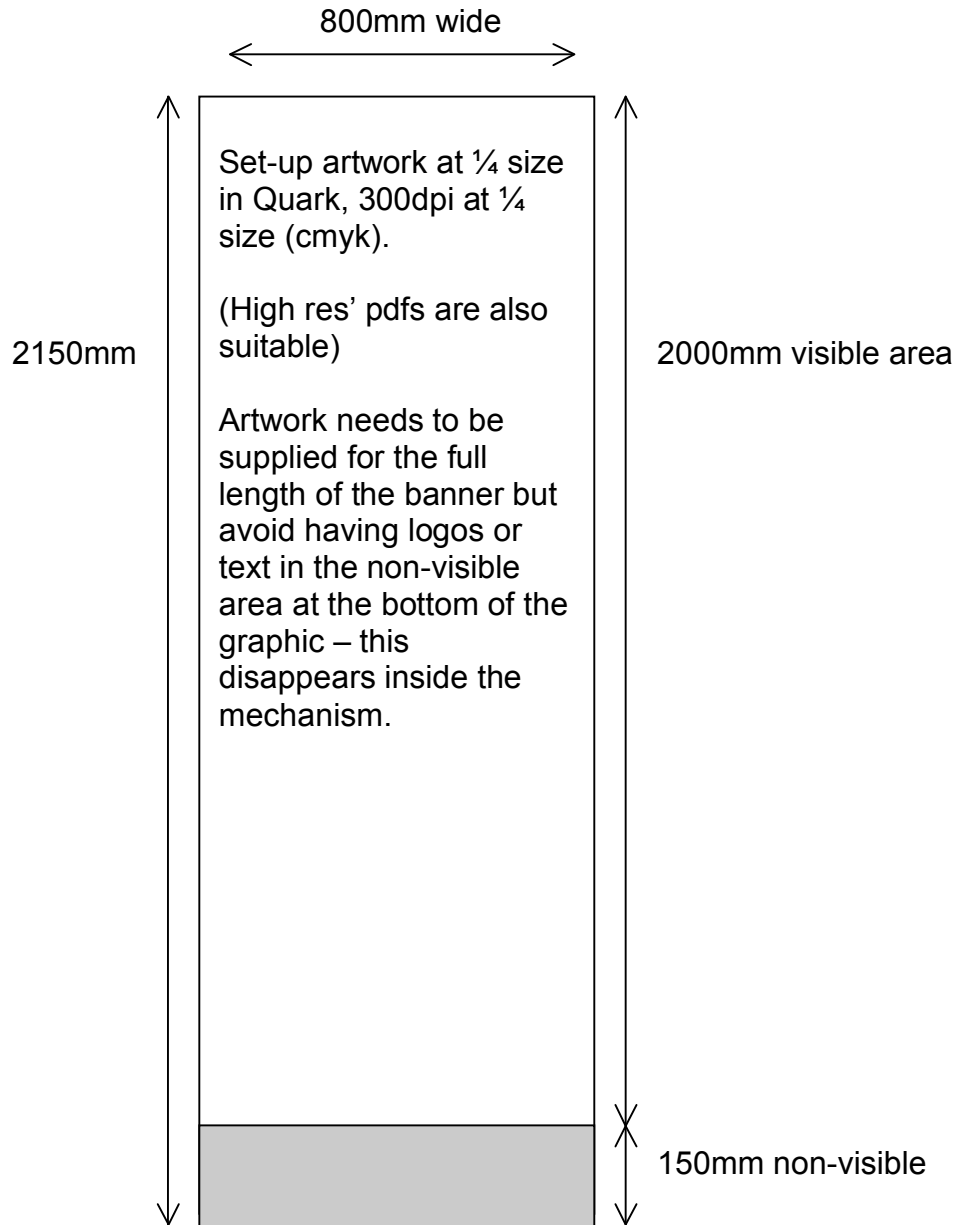 800mm wide
Set-up artwork at ¼ size
in Quark, 300dpi at ¼
size (cmyk).
(High res’ pdfs are also
suitable)
2150mm
2000mm visible area
Artwork needs to be
supplied for the full
length of the banner but
avoid having logos or
text in the non-visible
area at the bottom of the
graphic – this
disappears inside the
mechanism.
150mm non-visible